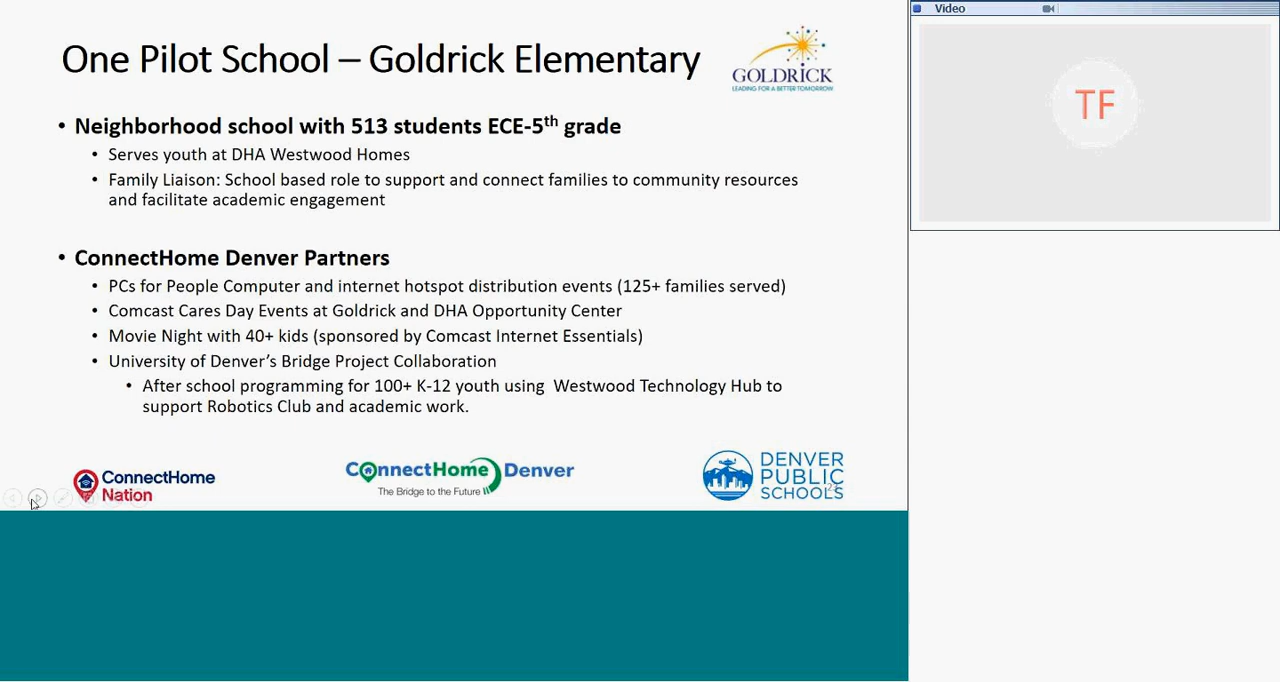 One Pilot School – Goldrick Elementary
GOLDRICK
LEADING FOR A BETTER TOMORROW
• Neighborhood school with 513 students ECE-5th grade
• Serves youth at DHA Westwood Homes
• Family Liaison: School based role to support and connect families to community resources
and facilitate academic engagement
• ConnectHome Denver Partners
• PCs for People Computer and internet hotspot distribution events (125+ families served)
• Comcast Cares Day Events at Goldrick and DHA Opportunity Center
• Movie Night with 40+ kids (sponsored by Comcast Internet Essentials)
• University of Denver's Bridge Project Collaboration
• After school programming for 100+ K-12 youth using  Westwood Technology Hub to
support Robotics Club and academic work.
ConnectHome
Nation
ConnectHome Denver
The Bridge to the Future
DENVER
PUBLIC
SCHOOLS
Video
TF